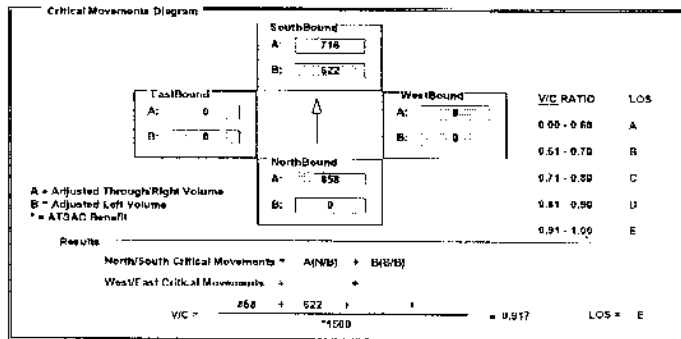 Critical Movements Diagram
SouthBound
A: 716
B: 622
EastBound
A: 0
B: 0
WestBound
A: 0
B: 0
NorthBound
A: 858
B: 0
V/C RATIO LOS
0.00 - 0.60 A
0.61 - 0.70 B
0.71 - 0.80 C
0.81 - 0.90 D
0.91 - 1.00 E
A = Adjusted Through/Right Volume
B = Adjusted Left Volume
* = ATSAC Benefit
Results
North/South Critical Movements = A(N/B) + B(S/B)
West/East Critical Movements = +
V/C = 858 + 622 + + / *1500 = 0.917 LOS = E